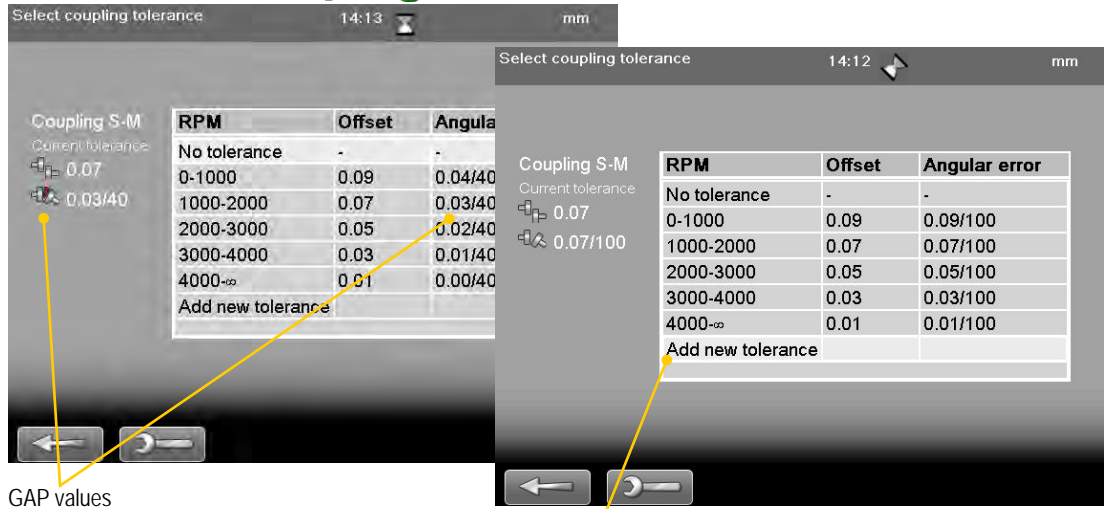 Select coupling tolerance 14:13 mm
Coupling S-M
Current tolerance
0.07
0.03/40
RPM Offset Angula
No tolerance - -
0-1000 0.09 0.04/40
1000-2000 0.07 0.03/40
2000-3000 0.05 0.02/40
3000-4000 0.03 0.01/40
4000-∞ 0.01 0.00/40
Add new tolerance
GAP values
Select coupling tolerance 14:12 mm
Coupling S-M
Current tolerance
0.07
0.07/100
RPM Offset Angular error
No tolerance - -
0-1000 0.09 0.09/100
1000-2000 0.07 0.07/100
2000-3000 0.05 0.05/100
3000-4000 0.03 0.03/100
4000-∞ 0.01 0.01/100
Add new tolerance